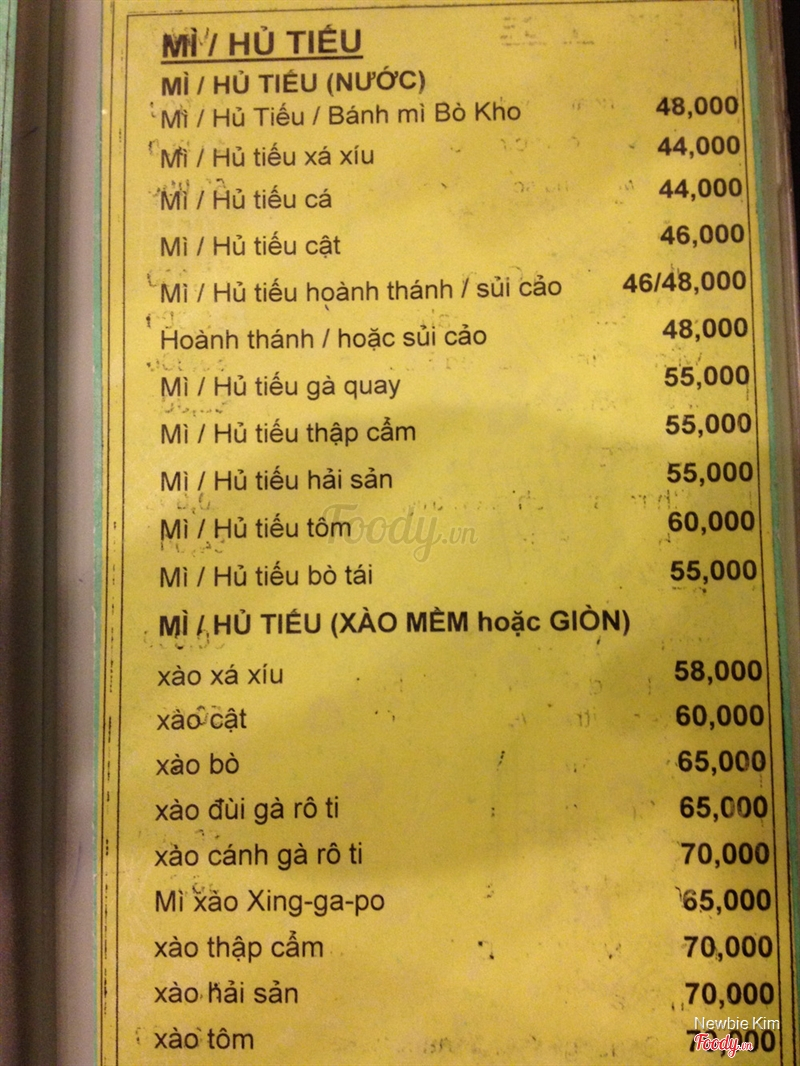 MÌ / HỦ TIẾU
MÌ / HỦ TIẾU (NƯỚC)
Mì / Hủ Tiếu / Bánh mì Bò Kho 48,000
Mì / Hủ tiếu xá xíu 44,000
Mì / Hủ tiếu cá 44,000
Mì / Hủ tiếu cật 46,000
Mì / Hủ tiếu hoành thánh / sủi cảo 46/48,000
Hoành thánh / hoặc sủi cảo 48,000
Mì / Hủ tiếu gà quay 55,000
Mì / Hủ tiếu thập cẩm 55,000
Mì / Hủ tiếu hải sản 55,000
Foody.vn
Mì / Hủ tiếu tôm 60,000
Mì / Hủ tiếu bò tái 55,000
MÌ / HỦ TIẾU (XÀO MỀM hoặc GIÒN)
xào xá xíu 58,000
xào cật 60,000
xào bò 65,000
xào đùi gà rô ti 65,000
xào cánh gà rô ti 70,000
Mì xào Xing-ga-po 65,000
xào thập cẩm 70,000
xào hải sản 70,000
Newbie Kim
xào tôm
Foody.vn